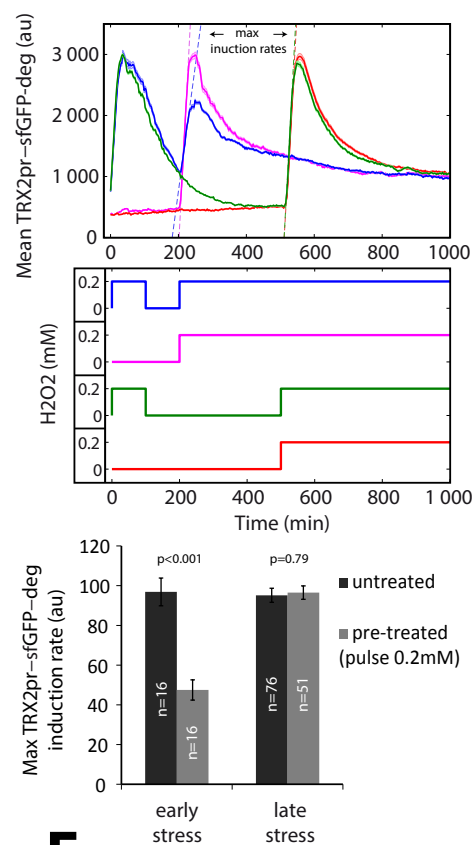 Mean TRX2pr–sfGFP-deg (au)
max
inuction rates
3 000
2 000
1 000
0
0 200 400 600 800 1000
H2O2 (mM)
0.2
0
0.2
0
0.2
0
0.2
0
0 200 400 600 800 1 000
Time (min)
Max TRX2pr–sfGFP–deg
induction rate (au)
120
100
80
60
40
20
0
p<0.001
p=0.79
n=16
n=16
n=76
n=51
untreated
pre-treated
(pulse 0.2mM)
early
stress
late
stress